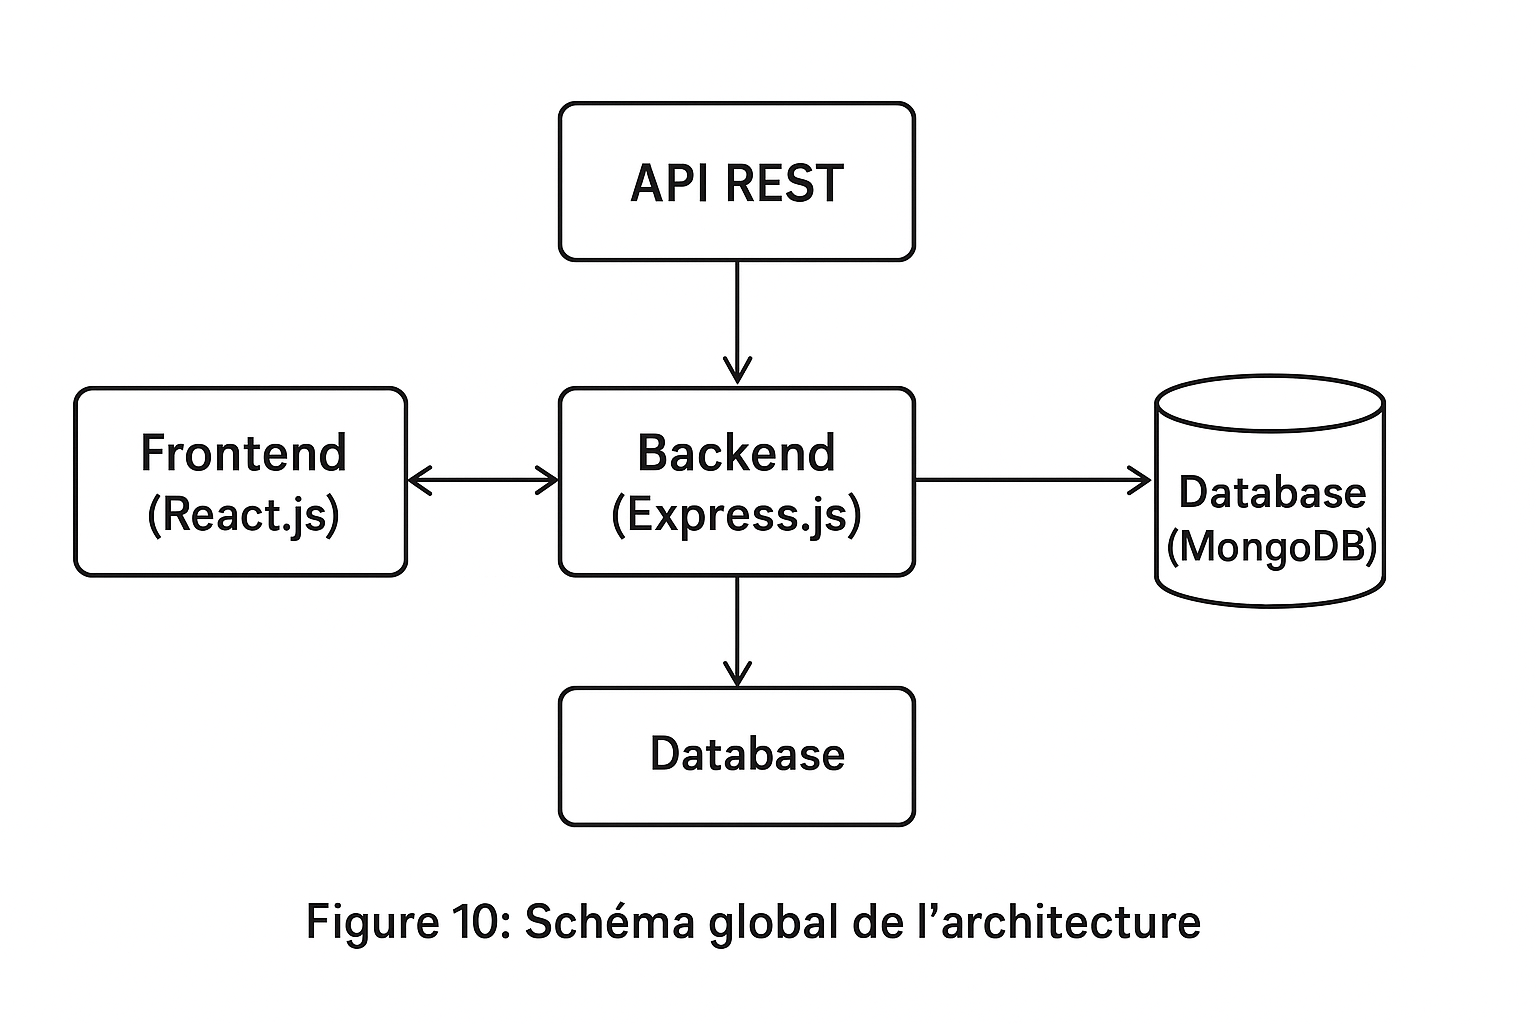 API REST
Frontend
(React.js)
Backend
(Express.js)
Database
(MongoDB)
Database
Figure 10: Schéma global de l’architecture